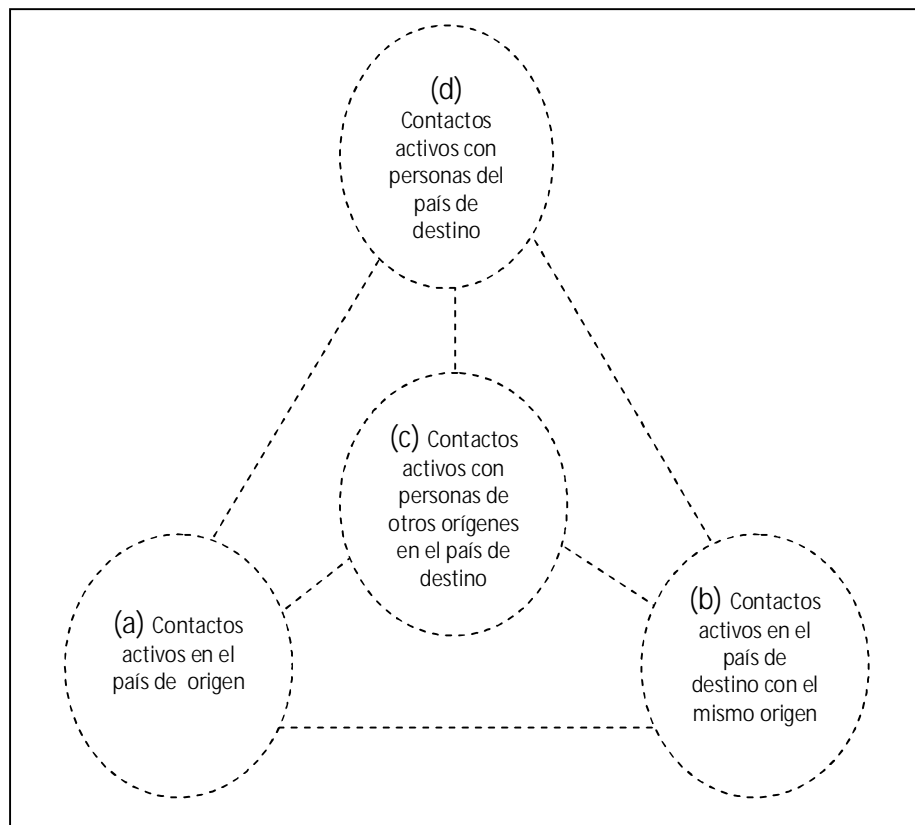 (d)
Contactos
activos con
personas del
país de
destino
(c) Contactos
activos con
personas de
otros orígenes
en el país de
destino
(a) Contactos
activos en el
país de origen
(b) Contactos
activos en el
país de
destino con el
mismo origen